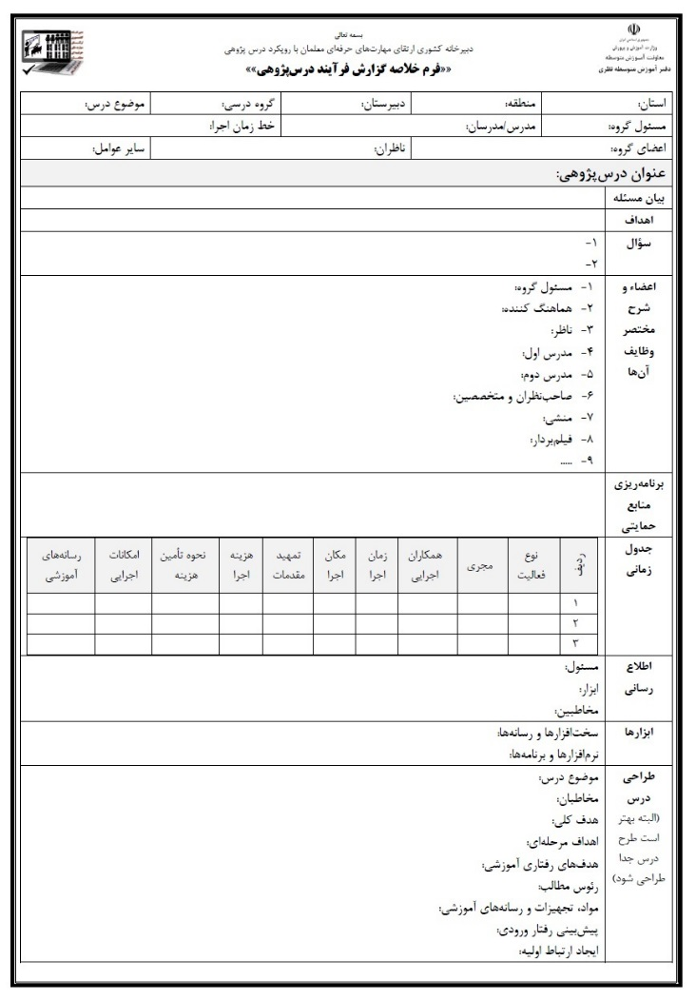 بسمه تعالی
دبیرخانه کشوری ارتقای مهارت‌های حرفه‌ای معلمان با رویکرد درس پژوهی
««فرم خلاصه گزارش فرآیند درس‌پژوهی»»
جمهوری اسلامی ایران
وزارت آموزش و پرورش
معاونت آموزش متوسطه
دفتر آموزش متوسطه نظری
استان: منطقه: دبیرستان: گروه درسی: موضوع درس:
مسئول گروه: مدرس/مدرسان: خط زمان اجرا:
اعضای گروه: ناظران: سایر عوامل:
عنوان درس‌پژوهی:
بیان مسئله
اهداف
سؤال
۱-
۲-
اعضاء و
شرح
مختصر
وظایف
آن‌ها
۱- مسئول گروه:
۲- هماهنگ کننده:
۳- ناظر:
۴- مدرس اول:
۵- مدرس دوم:
۶- صاحب‌نظران و متخصصین:
۷- منشی:
۸- فیلم‌بردار:
۹- .....
برنامه‌ریزی
منابع
حمایتی
جدول
زمانی
ردیف
نوع
فعالیت
مجری
همکاران
اجرایی
زمان
اجرا
مکان
اجرا
تمهید
مقدمات
هزینه
اجرا
نحوه تأمین
هزینه
امکانات
اجرایی
رسانه‌های
آموزشی
۱
۲
۳
اطلاع
رسانی
مسئول:
ابزار:
مخاطبین:
ابزارها
سخت‌افزارها و رسانه‌ها:
نرم‌افزارها و برنامه‌ها:
طراحی
درس
(البته بهتر
است طرح
درس جدا
طراحی شود)
موضوع درس:
مخاطبان:
هدف کلی:
اهداف مرحله‌ای:
هدف‌های رفتاری آموزشی:
رئوس مطالب:
مواد، تجهیزات و رسانه‌های آموزشی:
پیش‌بینی رفتار ورودی:
ایجاد ارتباط اولیه: